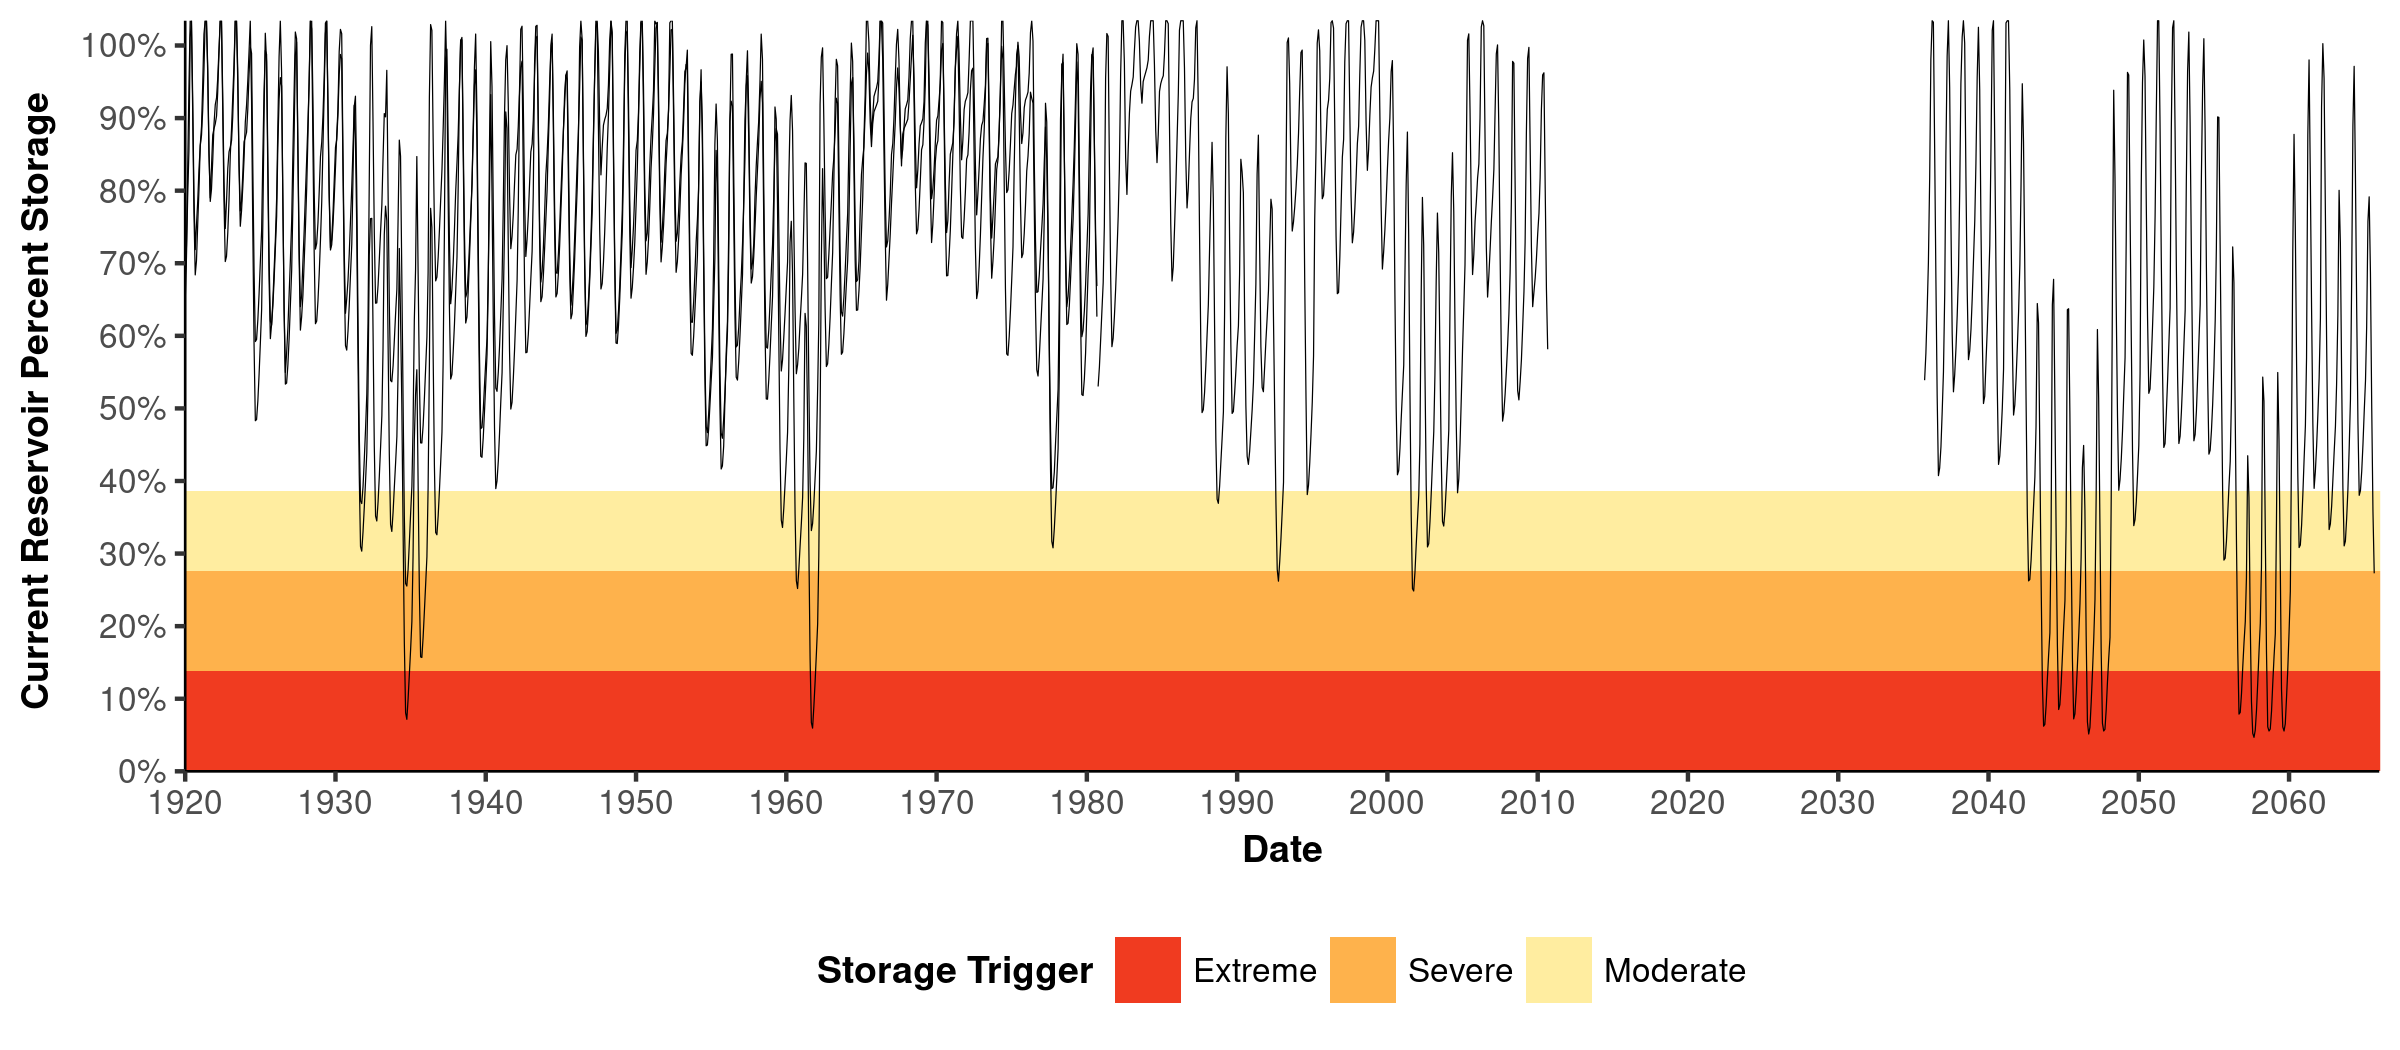 Current Reservoir Percent Storage
100%
90%
80%
70%
60%
50%
40%
30%
20%
10%
0%
1920 1930 1940 1950 1960 1970 1980 1990 2000 2010 2020 2030 2040 2050 2060
Date
Storage Trigger Extreme Severe Moderate